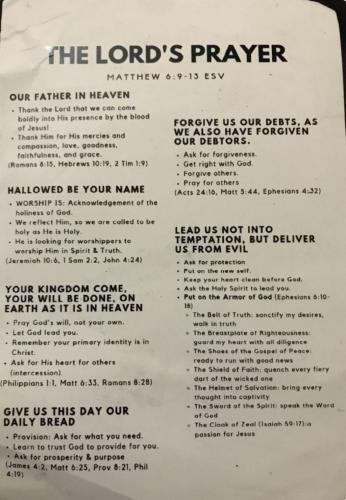 THE LORD'S PRAYER
MATTHEW 6:9-13 ESV
OUR FATHER IN HEAVEN
• Thank the Lord that we can come
boldly into His presence by the blood
of Jesus!
• Thank Him for His mercies and
compassion, love, goodness,
faithfulness, and grace.
(Romans 8:15, Hebrews 10:19, 2 Tim 1:9)
HALLOWED BE YOUR NAME
• WORSHIP IS: Acknowledgement of the
holiness of God.
• We reflect Him, so we are called to be
holy as He is Holy.
• He is looking for worshippers to
worship Him in Spirit & Truth.
(Jeremiah 10:6, 1 Sam 2:2, John 4:24)
YOUR KINGDOM COME,
YOUR WILL BE DONE, ON
EARTH AS IT IS IN HEAVEN
• Pray God's will, not your own.
• Let God lead you.
• Remember your primary identity is in
Christ.
• Ask for His heart for others
(intercession).
(Philippians 1:1, Matt 6:33, Romans 8:28)
GIVE US THIS DAY OUR
DAILY BREAD
• Provision: Ask for what you need.
• Learn to trust God to provide for you.
• Ask for prosperity & purpose
(James 4:2, Matt 6:25, Prov 8:21, Phil
4:19)
FORGIVE US OUR DEBTS, AS
WE ALSO HAVE FORGIVEN
OUR DEBTORS.
• Ask for forgiveness.
• Get right with God.
• Forgive others.
• Pray for others
(Acts 24:16, Matt 5:44, Ephesians 4:32)
LEAD US NOT INTO
TEMPTATION, BUT DELIVER
US FROM EVIL
• Ask for protection
• Put on the new self.
• Keep your heart clean before God.
• Ask the Holy Spirit to lead you.
• Put on the Armor of God (Ephesians 6:10-
18)
◦ The Belt of Truth: sanctify my desires,
walk in truth
◦ The Breastplate of Righteousness:
guard my heart with all diligence
◦ The Shoes of the Gospel of Peace:
ready to run with good news
◦ The Shield of Faith: quench every fiery
dart of the wicked one
◦ The Helmet of Salvation: bring every
thought into captivity
◦ The Sword of the Spirit: speak the Word
of God
◦ The Cloak of Zeal (Isaiah 59:17):a
passion for Jesus